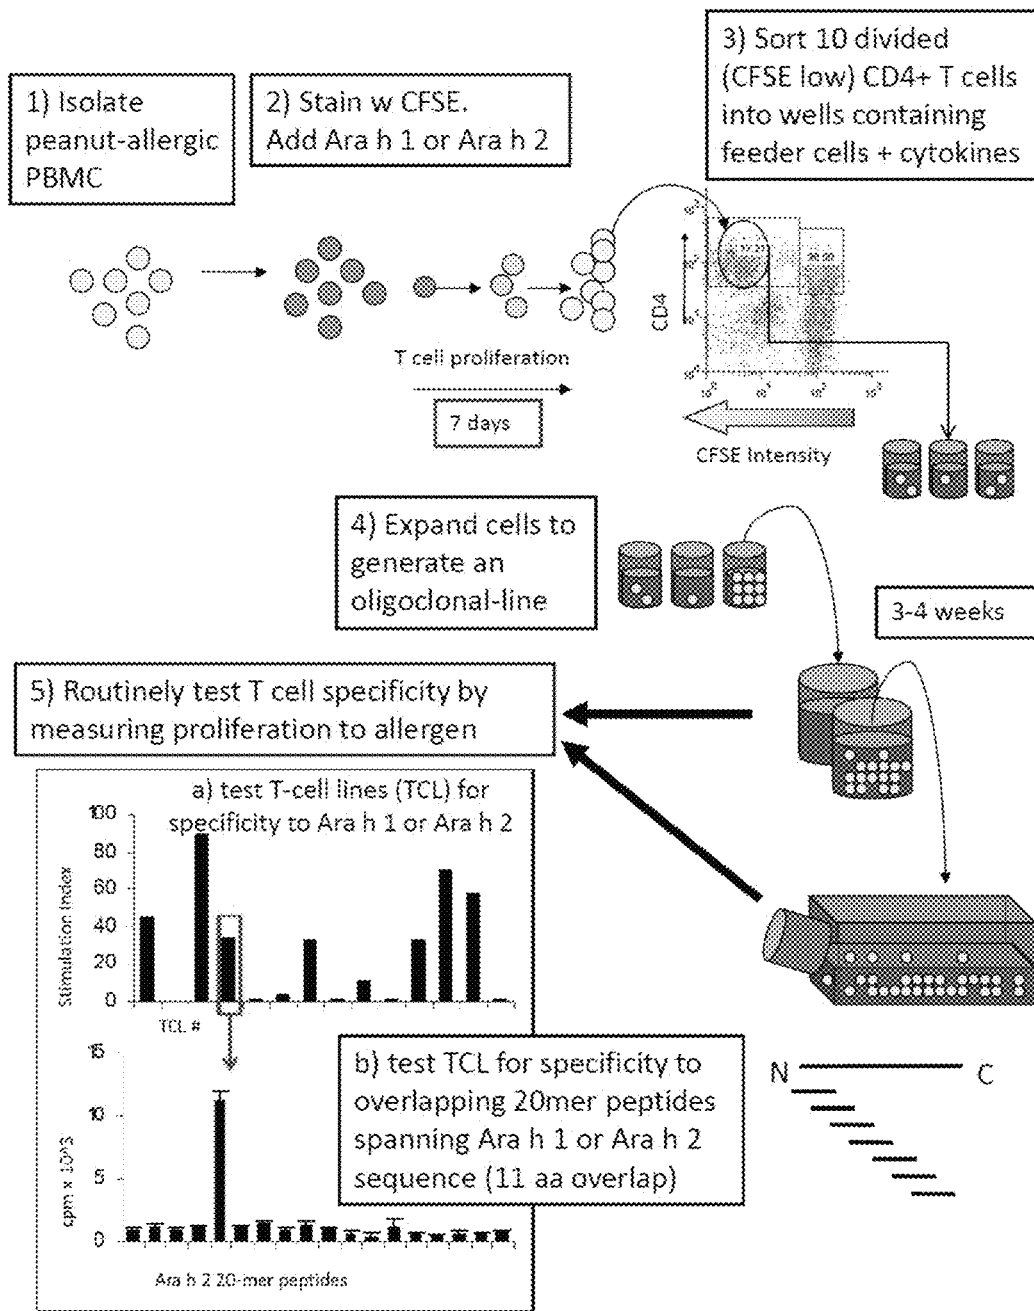 1) Isolate
peanut-allergic
PBMC
2) Stain w CFSE.
Add Ara h 1 or Ara h 2
3) Sort 10 divided
(CFSE low) CD4+ T cells
into wells containing
feeder cells + cytokines
T cell proliferation
7 days
CD4
CFSE Intensity
4) Expand cells to
generate an
oligoclonal-line
3-4 weeks
5) Routinely test T cell specificity by
measuring proliferation to allergen
a) test T-cell lines (TCL) for
specificity to Ara h 1 or Ara h 2
Stimulation Index
100
80
60
40
20
0
TCL #
b) test TCL for specificity to
overlapping 20mer peptides
spanning Ara h 1 or Ara h 2
sequence (11 aa overlap)
N
C
cpm x 10^3
15
10
5
0
Ara h 2 20-mer peptides